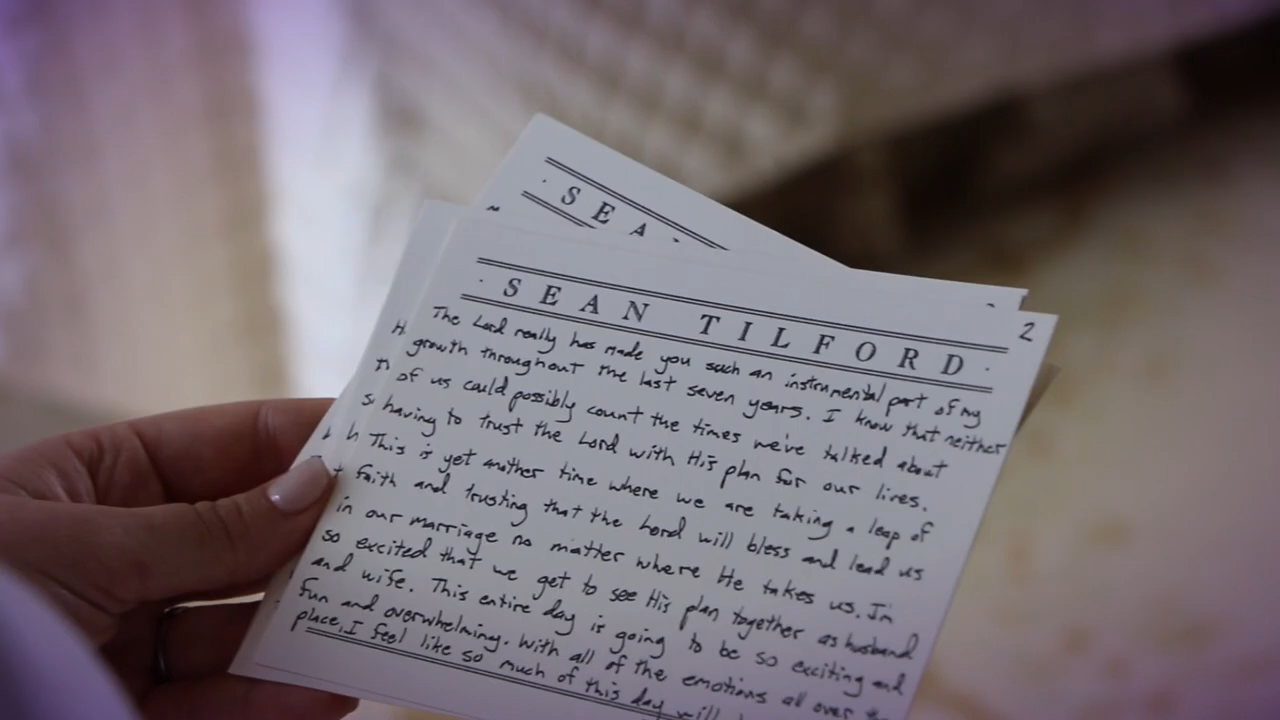 · SEA
· SEAN TILFORD ·
2
The Lord really has made you such an instrumental part of my
growth throughout the last seven years. I know that neither
of us could possibly count the times we've talked about
having to trust the Lord with His plan for our lives.
This is yet another time where we are taking a leap of
faith and trusting that the Lord will bless and lead us
in our marriage no matter where He takes us. I'm
so excited that we get to see His plan together as husband
and wife. This entire day is going to be so exciting and
fun and overwhelming. With all of the emotions all over the
place, I feel like so much of this day will